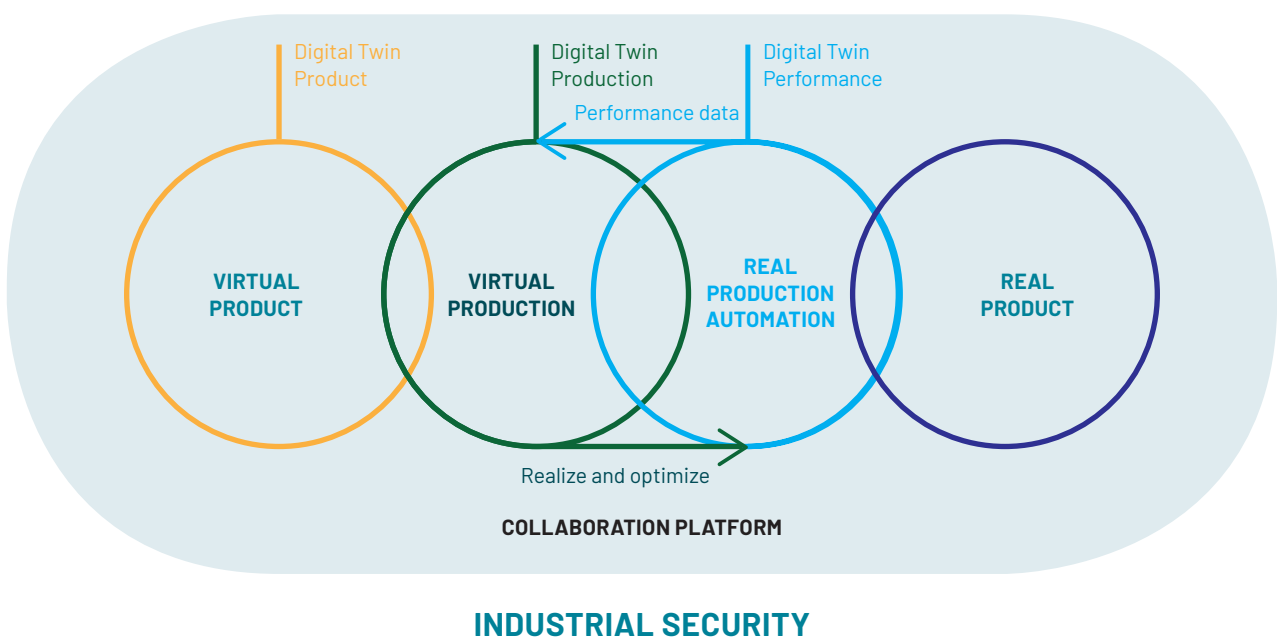 Digital Twin
Product
Digital Twin
Production
Digital Twin
Performance
Performance data
VIRTUAL
PRODUCT
VIRTUAL
PRODUCTION
REAL
PRODUCTION
AUTOMATION
REAL
PRODUCT
Realize and optimize
COLLABORATION PLATFORM
INDUSTRIAL SECURITY